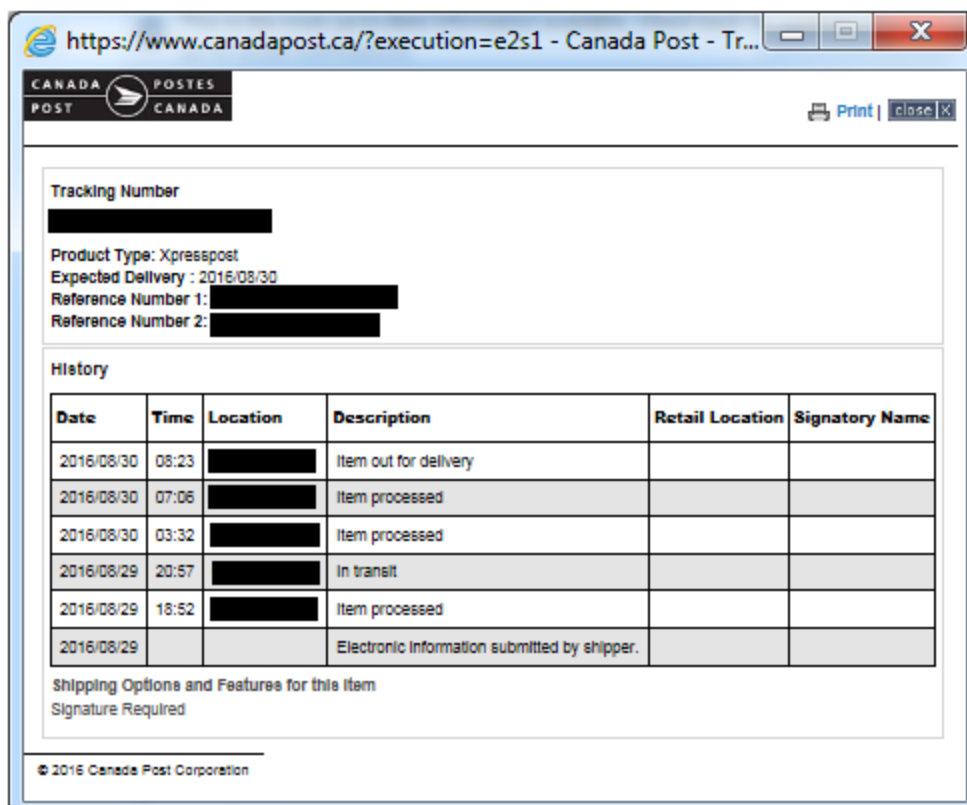 https://www.canadapost.ca/?execution=e2s1 - Canada Post - Tr...
CANADA POSTES
POST CANADA
Print | close X
Tracking Number
Product Type: Xpresspost
Expected Delivery : 2016/08/30
Reference Number 1:
Reference Number 2:
History
Date Time Location Description Retail Location Signatory Name
2016/08/30 08:23 Item out for delivery
2016/08/30 07:06 Item processed
2016/08/30 03:32 Item processed
2016/08/29 20:57 In transit
2016/08/29 18:52 Item processed
2016/08/29 Electronic information submitted by shipper.
Shipping Options and Features for this Item
Signature Required
© 2016 Canada Post Corporation